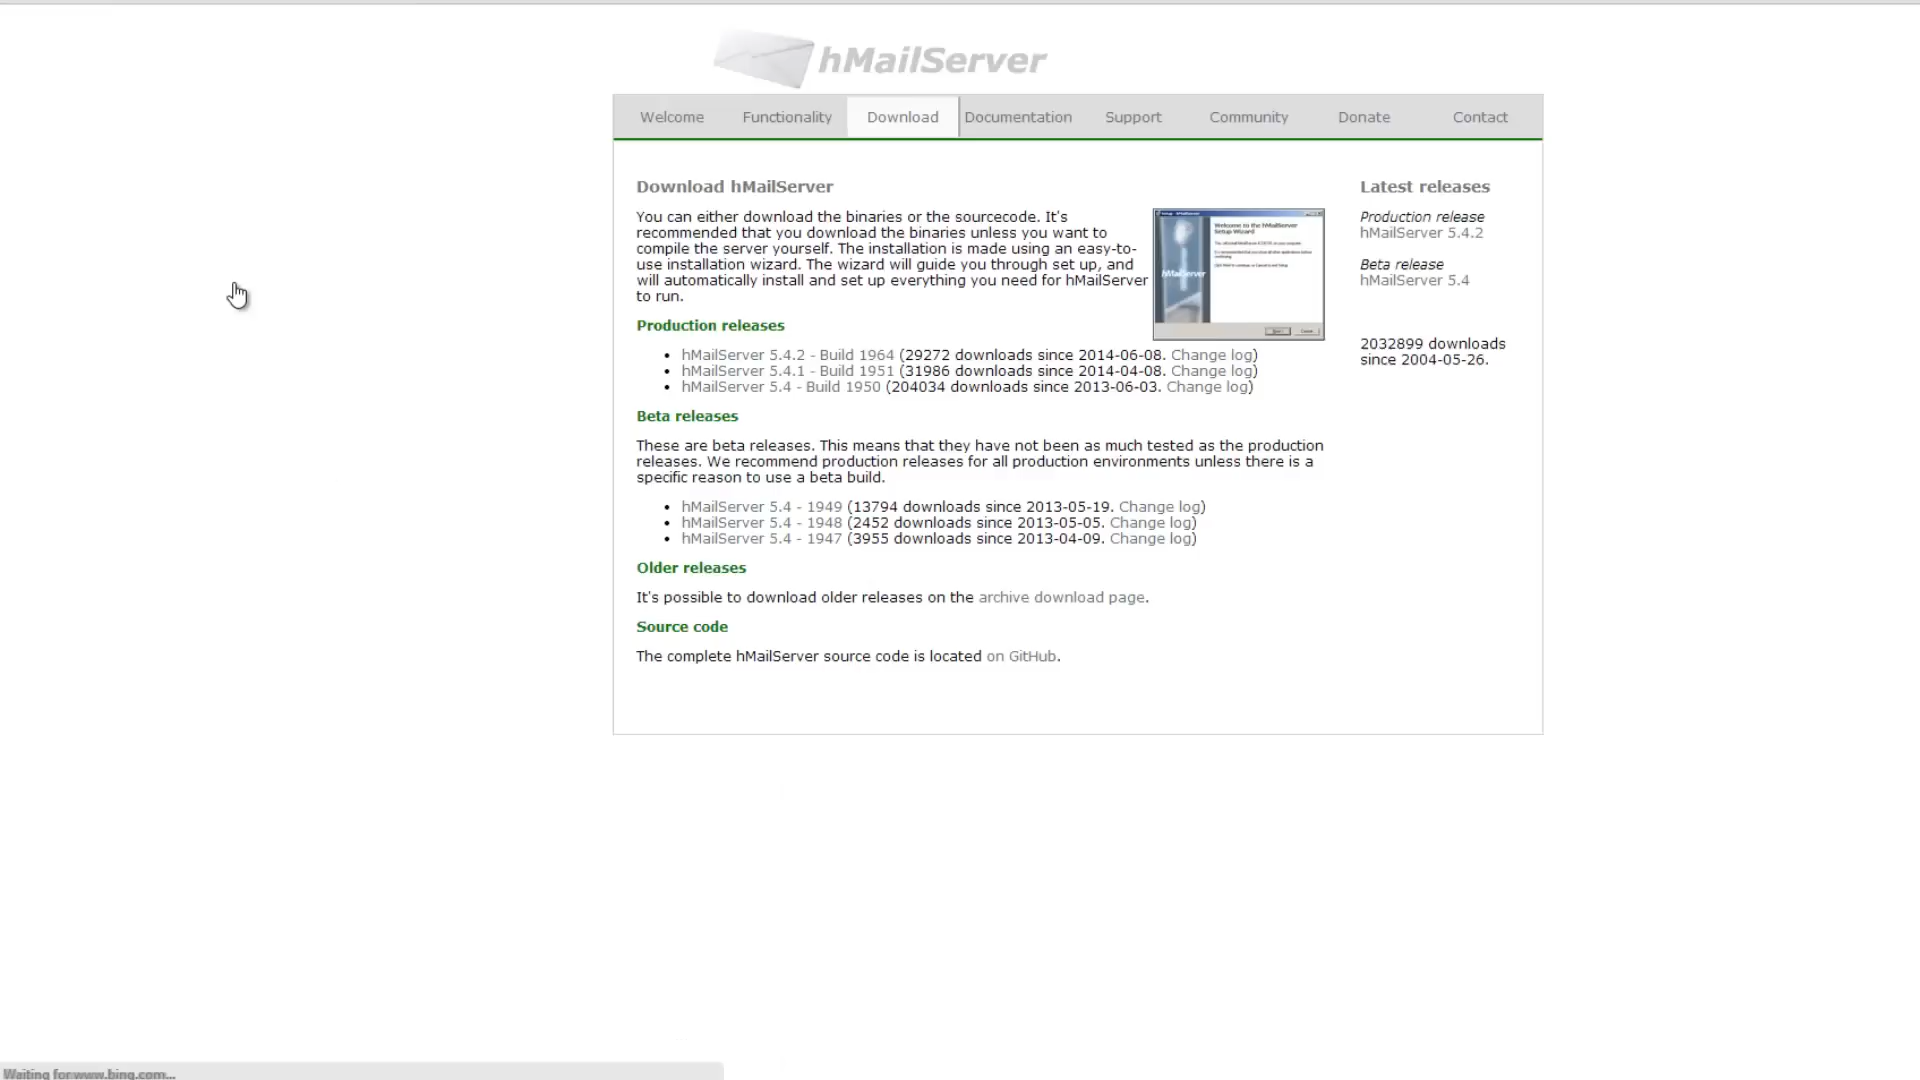 hMailServer
Welcome
Functionality
Download
Documentation
Support
Community
Donate
Contact
Download hMailServer
You can either download the binaries or the sourcecode. It's
recommended that you download the binaries unless you want to
compile the server yourself. The installation is made using an easy-to-
use installation wizard. The wizard will guide you through set up, and
will automatically install and set up everything you need for hMailServer
to run.
Welcome to the hMailServer
Setup Wizard
hMailServer
Production releases
• hMailServer 5.4.2 - Build 1964 (29272 downloads since 2014-06-08. Change log)
• hMailServer 5.4.1 - Build 1951 (31986 downloads since 2014-04-08. Change log)
• hMailServer 5.4 - Build 1950 (204034 downloads since 2013-06-03. Change log)
Beta releases
These are beta releases. This means that they have not been as much tested as the production
releases. We recommend production releases for all production environments unless there is a
specific reason to use a beta build.
• hMailServer 5.4 - 1949 (13794 downloads since 2013-05-19. Change log)
• hMailServer 5.4 - 1948 (2452 downloads since 2013-05-05. Change log)
• hMailServer 5.4 - 1947 (3955 downloads since 2013-04-09. Change log)
Older releases
It's possible to download older releases on the archive download page.
Source code
The complete hMailServer source code is located on GitHub.
Latest releases
Production release
hMailServer 5.4.2
Beta release
hMailServer 5.4
2032899 downloads
since 2004-05-26.
Waiting for www.bing.com...